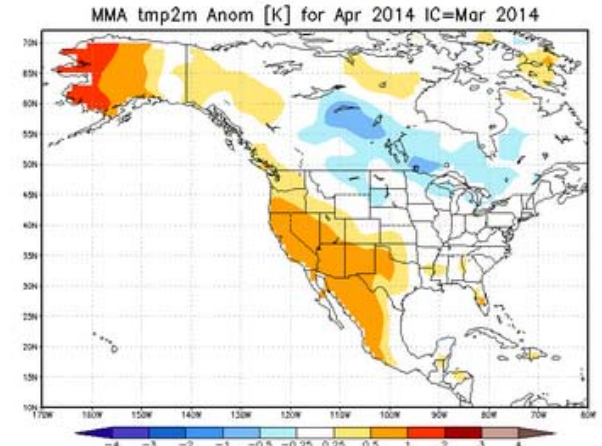 MMA tmp2m Anom [K] for Apr 2014 IC=Mar 2014
70N
65N
60N
55N
50N
45N
40N
35N
30N
25N
20N
15N
10N
170W 160W 150W 140W 130W 120W 110W 100W 90W 80W 70W 60W
-4 -3 -2 -1 -0.5 -0.25 0.25 0.5 1 2 3 4